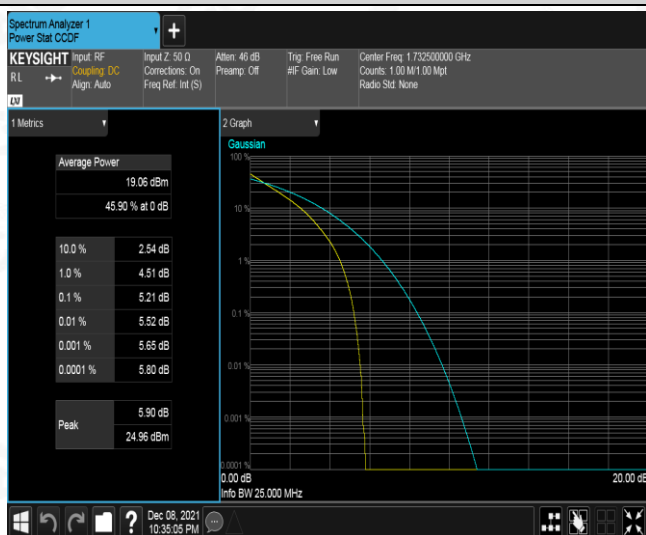 Spectrum Analyzer 1
Power Stat CCDF
+
KEYSIGHT
RL
LXI
Input: RF
Coupling: DC
Align: Auto
Input Z: 50 Ω
Corrections: On
Freq Ref: Int (S)
Atten: 46 dB
Preamp: Off
Trig: Free Run
#IF Gain: Low
Center Freq: 1.732500000 GHz
Counts: 1.00 M/1.00 Mpt
Radio Std: None
1 Metrics
Average Power
19.06 dBm
45.90 % at 0 dB
10.0 % 2.54 dB
1.0 % 4.51 dB
0.1 % 5.21 dB
0.01 % 5.52 dB
0.001 % 5.65 dB
0.0001 % 5.80 dB
Peak
5.90 dB
24.96 dBm
2 Graph
Gaussian
100 %
10 %
1 %
0.1 %
0.01 %
0.001 %
0.0001 %
0.00 dB 20.00 dB
Info BW 25.000 MHz
?
Dec 08, 2021
10:35:05 PM